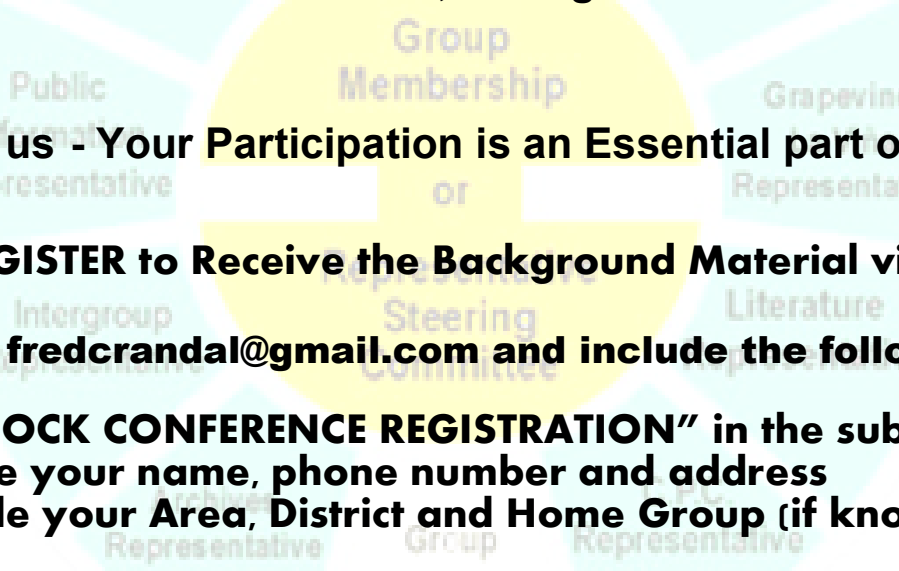 Group
Membership
Public
Grapevine
us - Your Participation is an Essential part o
resentative
or
Representa
GISTER to Receive the Background Material vi
Intergroup
Steering
Literature
fredcrandal@gmail.com and include the follo
Committee
OCK CONFERENCE REGISTRATION” in the sub
e your name, phone number and address
Archives
le your Area, District and Home Group (if kno
Representative
Group
Representative